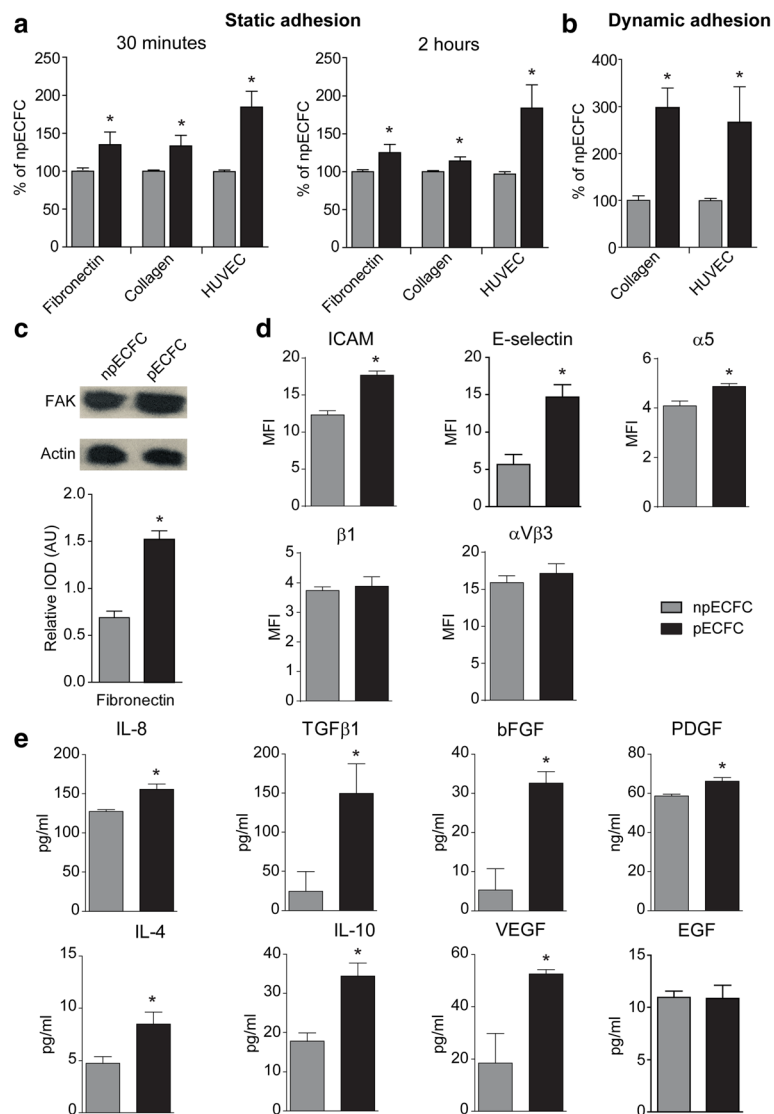 a Static adhesion
30 minutes
% of npECFC
250
200
150
100
50
0
* * *
Fibronectin Collagen HUVEC
2 hours
% of npECFC
250
200
150
100
50
0
* * *
Fibronectin Collagen HUVEC
b Dynamic adhesion
% of npECFC
400
300
200
100
0
* *
Collagen HUVEC
c
npECFC pECFC
FAK
Actin
Relative IOD (AU)
2.0
1.5
1.0
0.5
0.0
*
Fibronectin
d
ICAM
MFI
20
15
10
5
0
*
E-selectin
MFI
20
15
10
5
0
*
α5
MFI
6
4
2
0
*
β1
MFI
5
4
3
2
1
0
αVβ3
MFI
20
15
10
5
0
npECFC
pECFC
e
IL-8
pg/ml
200
150
100
50
0
*
TGFβ1
pg/ml
200
150
100
50
0
*
bFGF
pg/ml
40
30
20
10
0
*
PDGF
ng/ml
80
60
40
20
0
*
IL-4
pg/ml
15
10
5
0
*
IL-10
pg/ml
40
30
20
10
0
*
VEGF
pg/ml
60
40
20
0
*
EGF
pg/ml
15
10
5
0